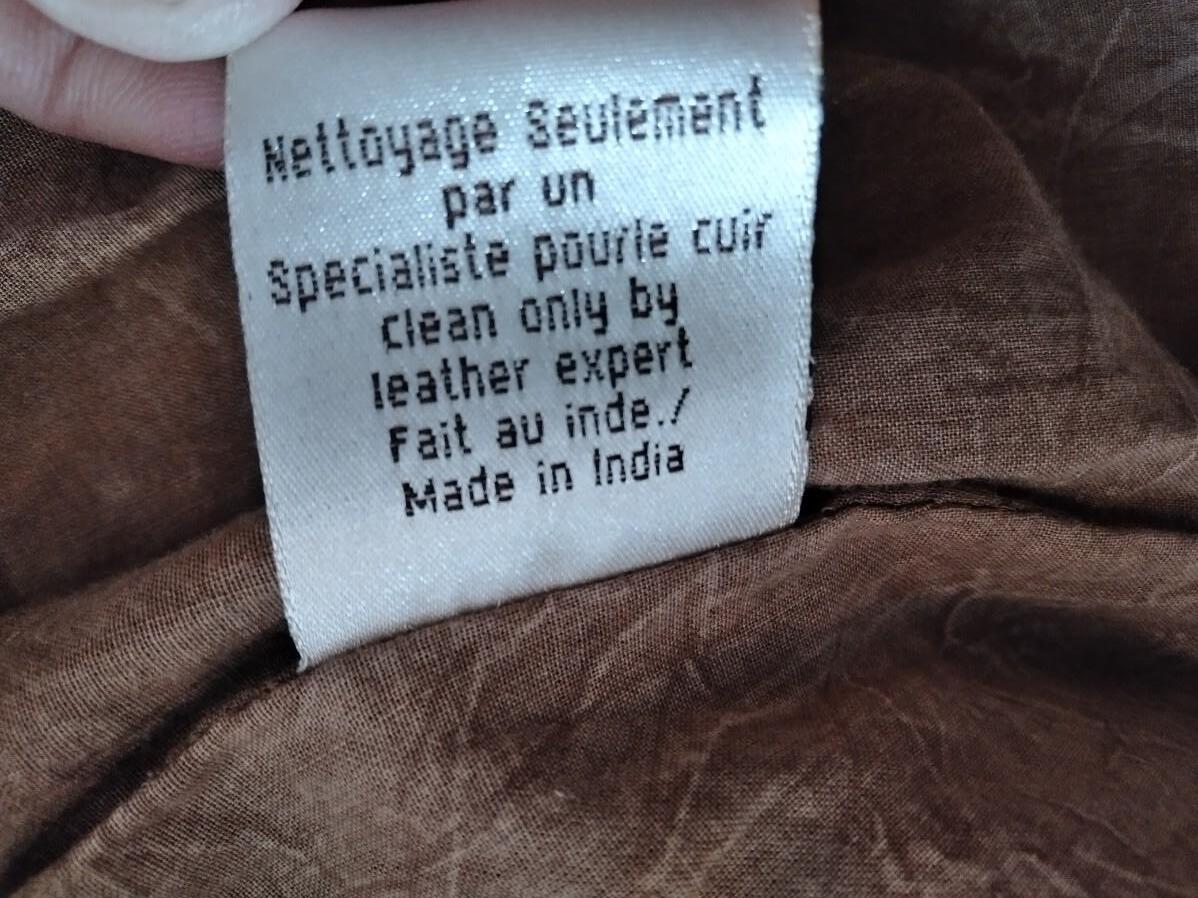 Nettoyage Seulement
par un
Specialiste pourle cuir
clean only by
leather expert
Fait au inde./
Made in India